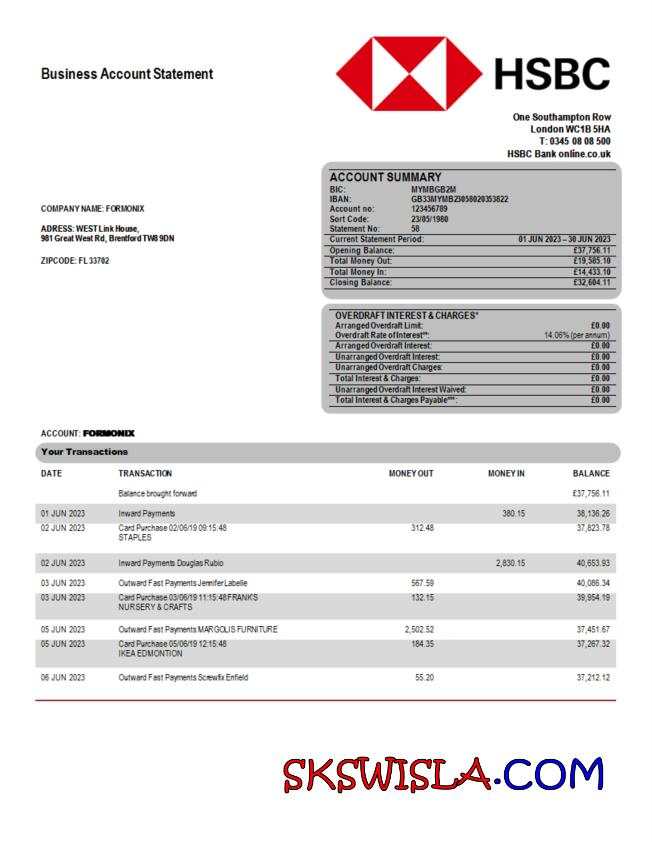 Business Account Statement
HSBC
One Southampton Row
London WC1B 5HA
T: 0345 08 08 500
HSBC Bank online.co.uk
ACCOUNT SUMMARY
BIC: MYMBGB2M
IBAN: GB33MYMB23058020353822
Account no: 123456789
Sort Code: 23/05/1980
Statement No: 58
Current Statement Period: 01 JUN 2023 – 30 JUN 2023
Opening Balance: £37,756.11
Total Money Out: £19,585.10
Total Money In: £14,433.10
Closing Balance: £32,604.11
COMPANY NAME: FORMONIX
ADRESS: WEST Link House,
981 Great West Rd, Brentford TW8 9DN
ZIPCODE: FL 33702
OVERDRAFT INTEREST & CHARGES*
Arranged Overdraft Limit: £0.00
Overdraft Rate of Interest**: 14.06% (per annum)
Arranged Overdraft Interest: £0.00
Unarranged Overdraft Interest: £0.00
Unarranged Overdraft Charges: £0.00
Total Interest & Charges: £0.00
Unarranged Overdraft Interest Waived: £0.00
Total Interest & Charges Payable***: £0.00
ACCOUNT: FORMONIX
Your Transactions
DATE TRANSACTION MONEY OUT MONEY IN BALANCE
Balance brought forward £37,756.11
01 JUN 2023 Inward Payments 380.15 38,136.26
02 JUN 2023 Card Purchase 02/06/19 09:15:48 312.48 37,823.78
STAPLES
02 JUN 2023 Inward Payments Douglas Rubio 2,830.15 40,653.93
03 JUN 2023 Outward Fast Payments Jennifer Labelle 567.59 40,086.34
03 JUN 2023 Card Purchase 03/06/19 11:15:48 FRANKS 132.15 39,954.19
NURSERY & CRAFTS
05 JUN 2023 Outward Fast Payments MARGOLIS FURNITURE 2,502.52 37,451.67
05 JUN 2023 Card Purchase 05/06/19 12:15:48 184.35 37,267.32
IKEA EDMONTION
06 JUN 2023 Outward Fast Payments Screwfix Enfield 55.20 37,212.12
SKSWISLA.COM